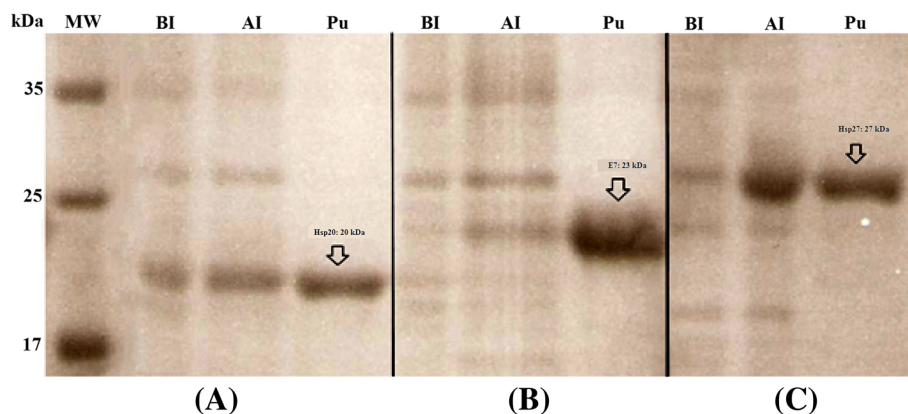 kDa MW BI AI Pu BI AI Pu BI AI Pu
35
Hsp27: 27 kDa
E7: 23 kDa
25
Hsp20: 20 kDa
17
(A) (B) (C)